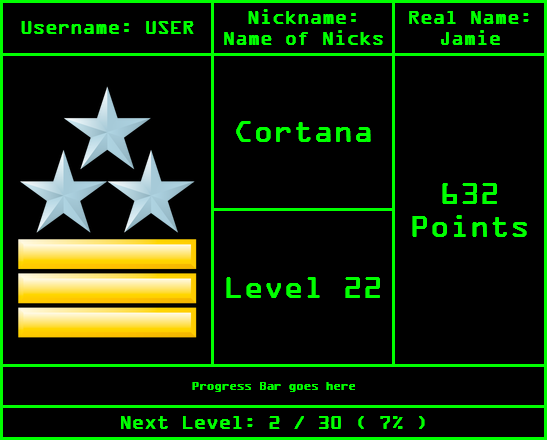 Username: USER
Nickname:
Name of Nicks
Real Name:
Jamie
Cortana
632
Points
Level 22
Progress Bar goes here
Next Level: 2 / 30 ( 7% )